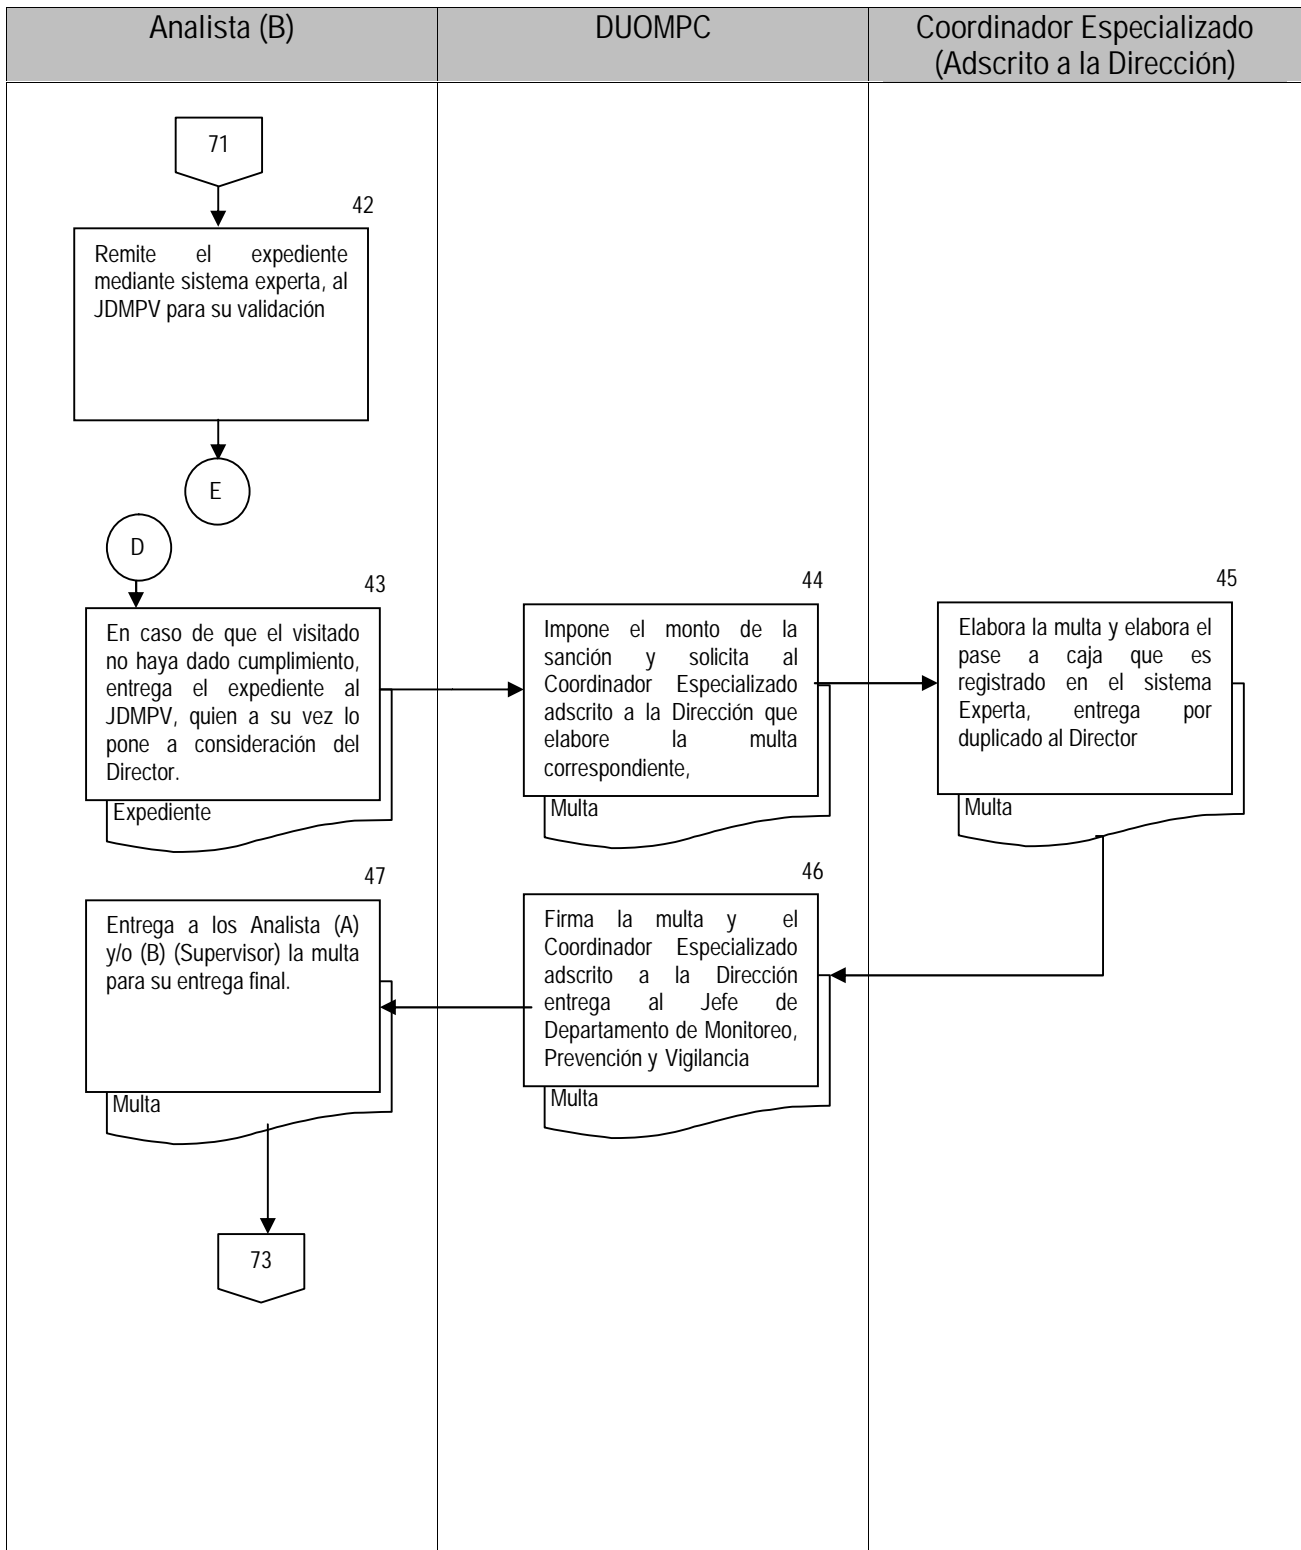 Analista (B)
DUOMPC
Coordinador Especializado
(Adscrito a la Dirección)
71
42
Remite el expediente
mediante sistema experta, al
JDMPV para su validación
E
D
43
En caso de que el visitado
no haya dado cumplimiento,
entrega el expediente al
JDMPV, quien a su vez lo
pone a consideración del
Director.
Expediente
44
Impone el monto de la
sanción y solicita al
Coordinador Especializado
adscrito a la Dirección que
elabore la multa
correspondiente,
Multa
45
Elabora la multa y elabora el
pase a caja que es
registrado en el sistema
Experta, entrega por
duplicado al Director
Multa
47
Entrega a los Analista (A)
y/o (B) (Supervisor) la multa
para su entrega final.
Multa
46
Firma la multa y el
Coordinador Especializado
adscrito a la Dirección
entrega al Jefe de
Departamento de Monitoreo,
Prevención y Vigilancia
Multa
73